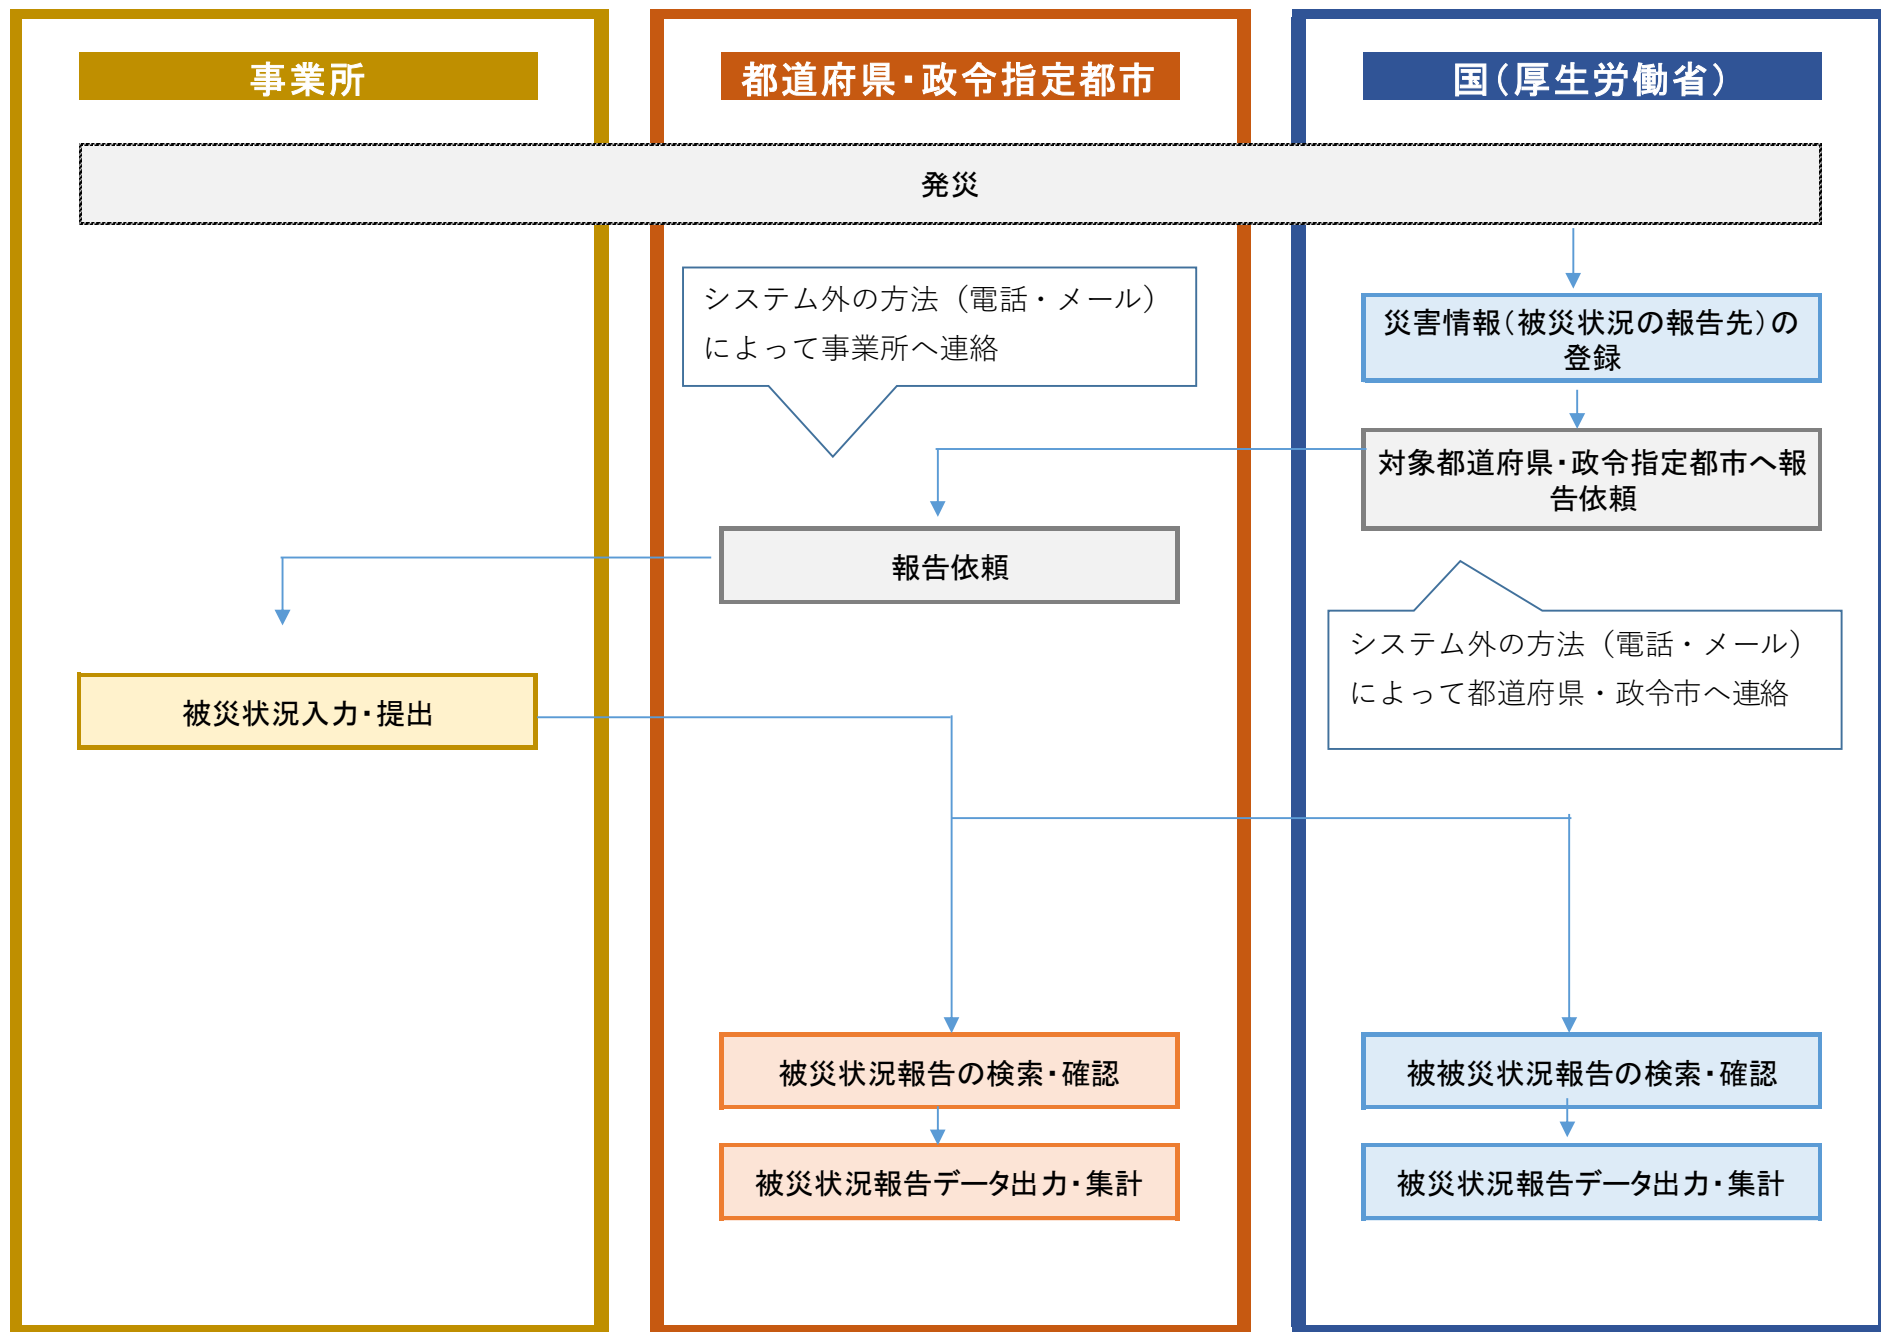 事業所
都道府県・政令指定都市
国（厚生労働省）
発災
システム外の方法（電話・メール）
によって事業所へ連絡
災害情報（被災状況の報告先）の
登録
対象都道府県・政令指定都市へ報
告依頼
報告依頼
システム外の方法（電話・メール）
によって都道府県・政令市へ連絡
被災状況入力・提出
被災状況報告の検索・確認
被被災状況報告の検索・確認
被災状況報告データ出力・集計
被災状況報告データ出力・集計